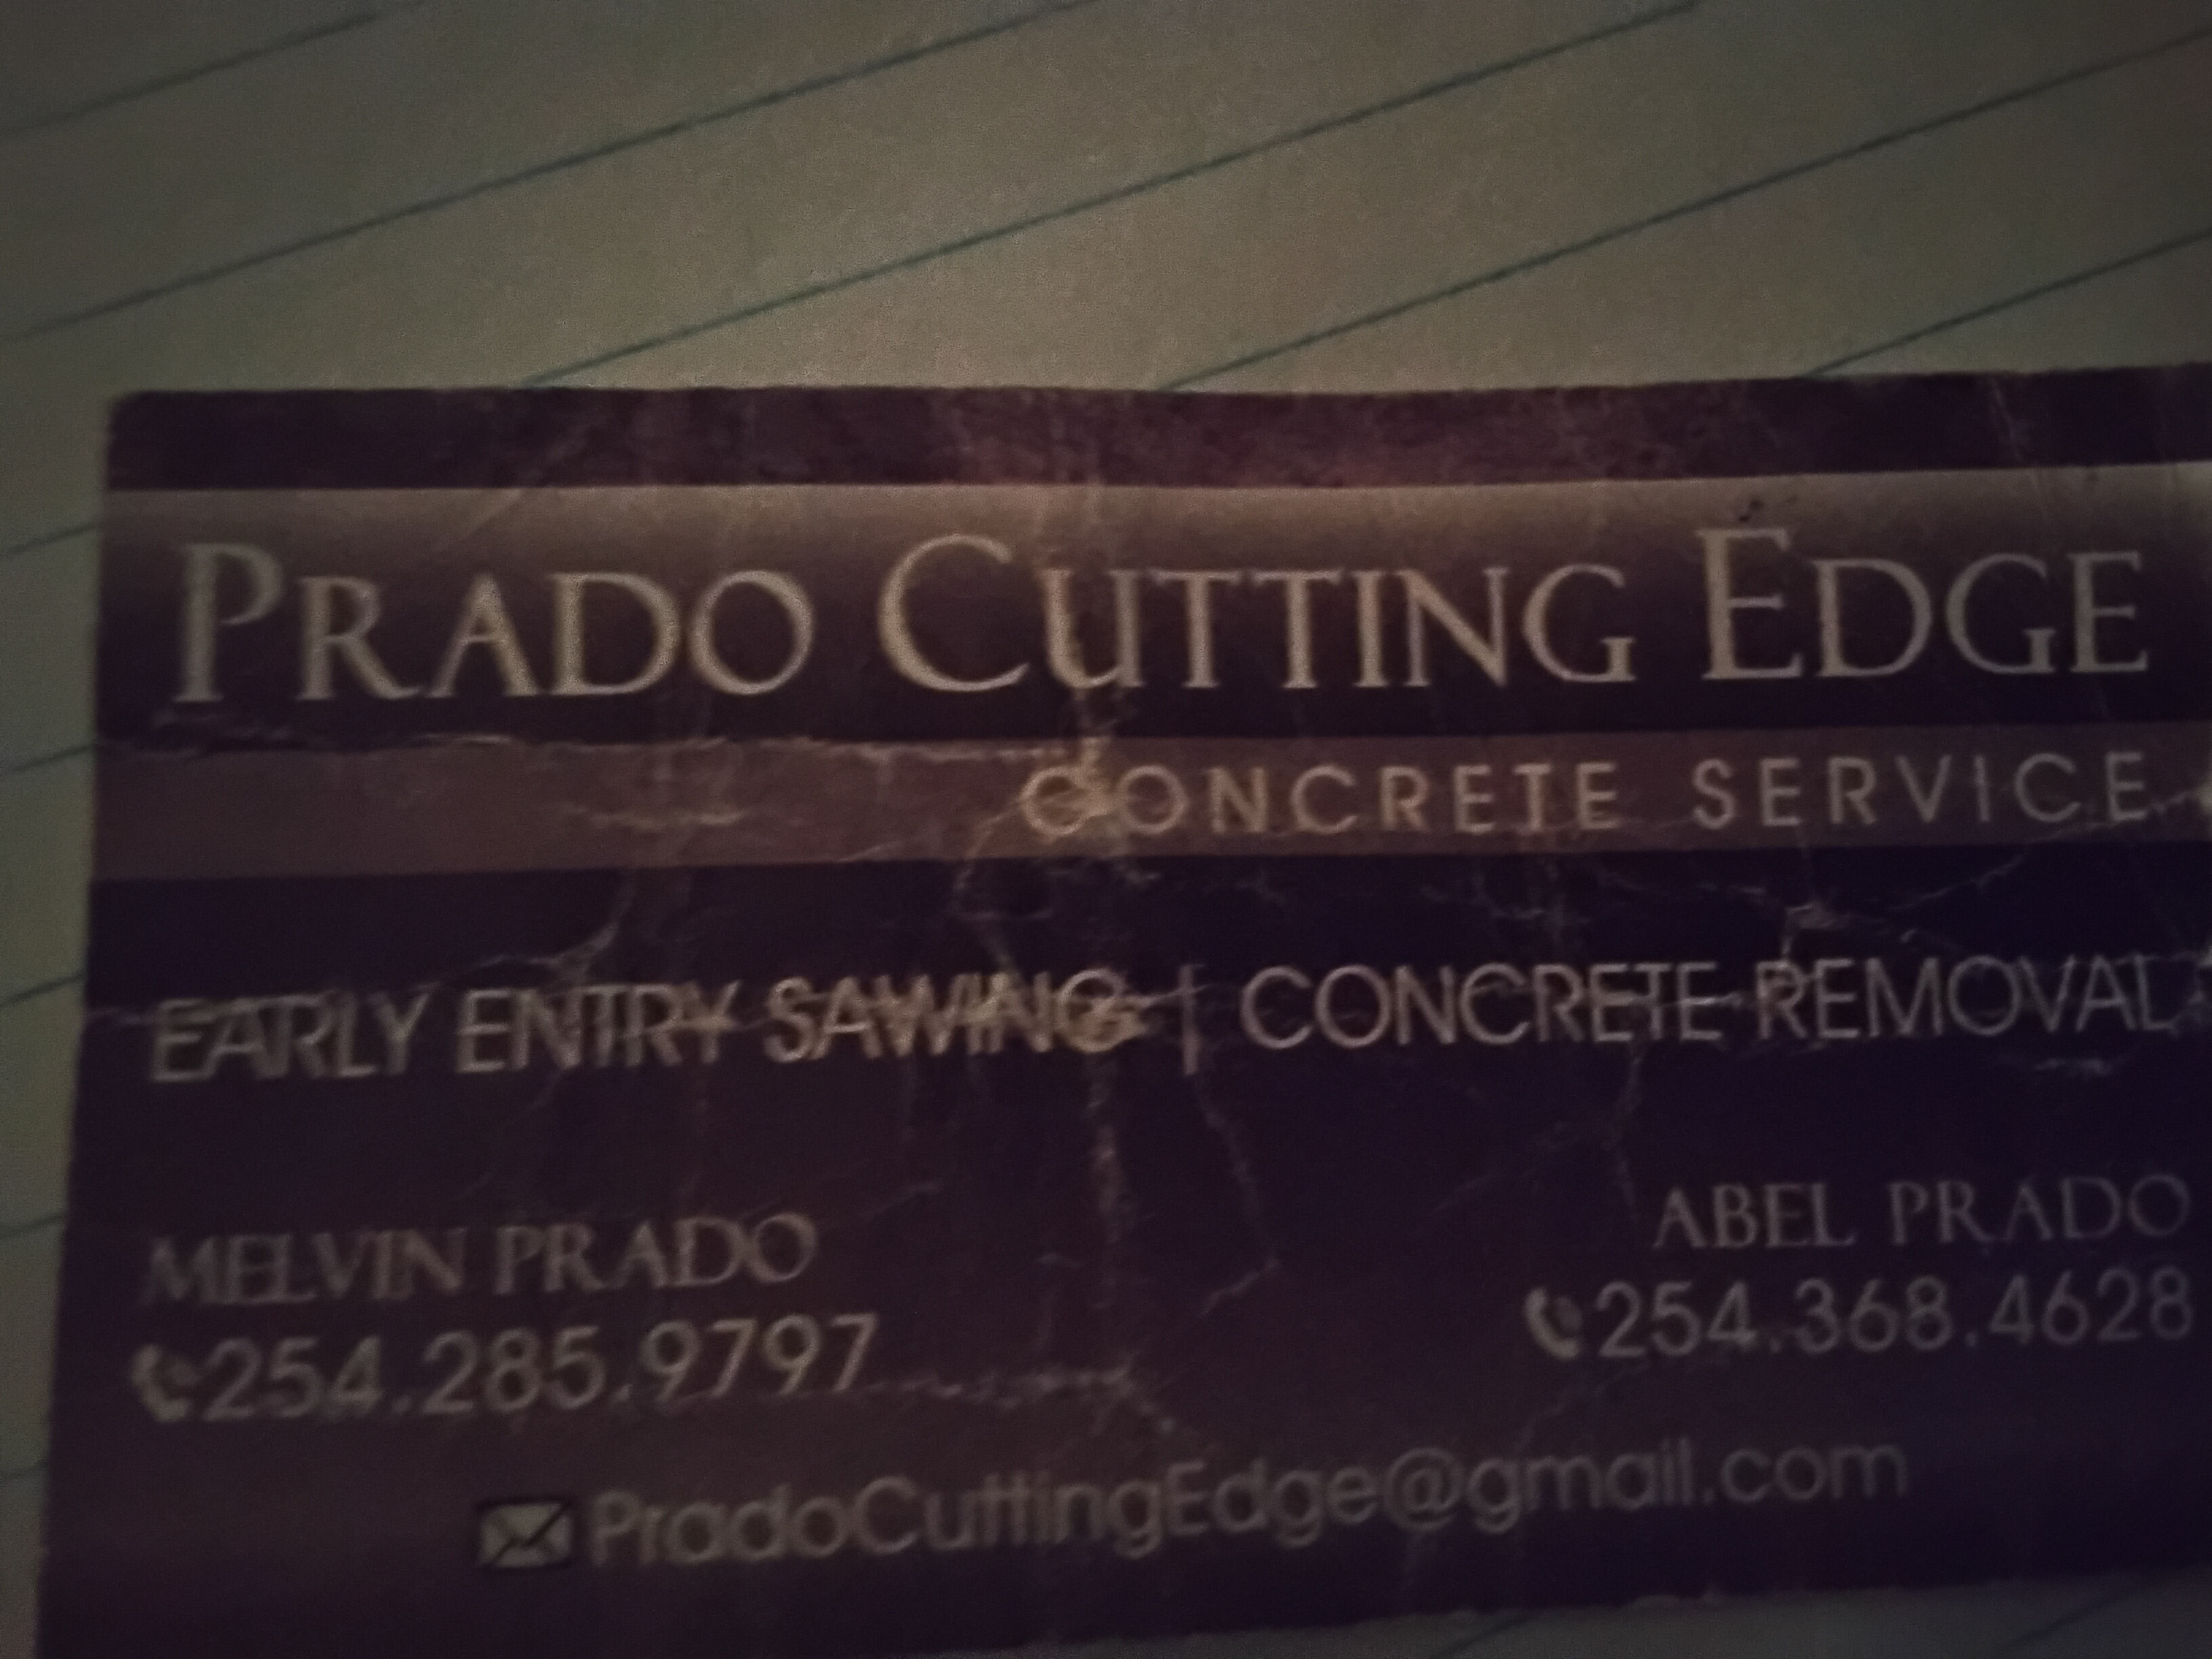 PRADO CUTTING EDGE
CONCRETE SERVICE
EARLY ENTRY SAWING | CONCRETE REMOVAL
MELVIN PRADO
254.285.9797
ABEL PRADO
254.368.4628
PradoCuttingEdge@gmail.com